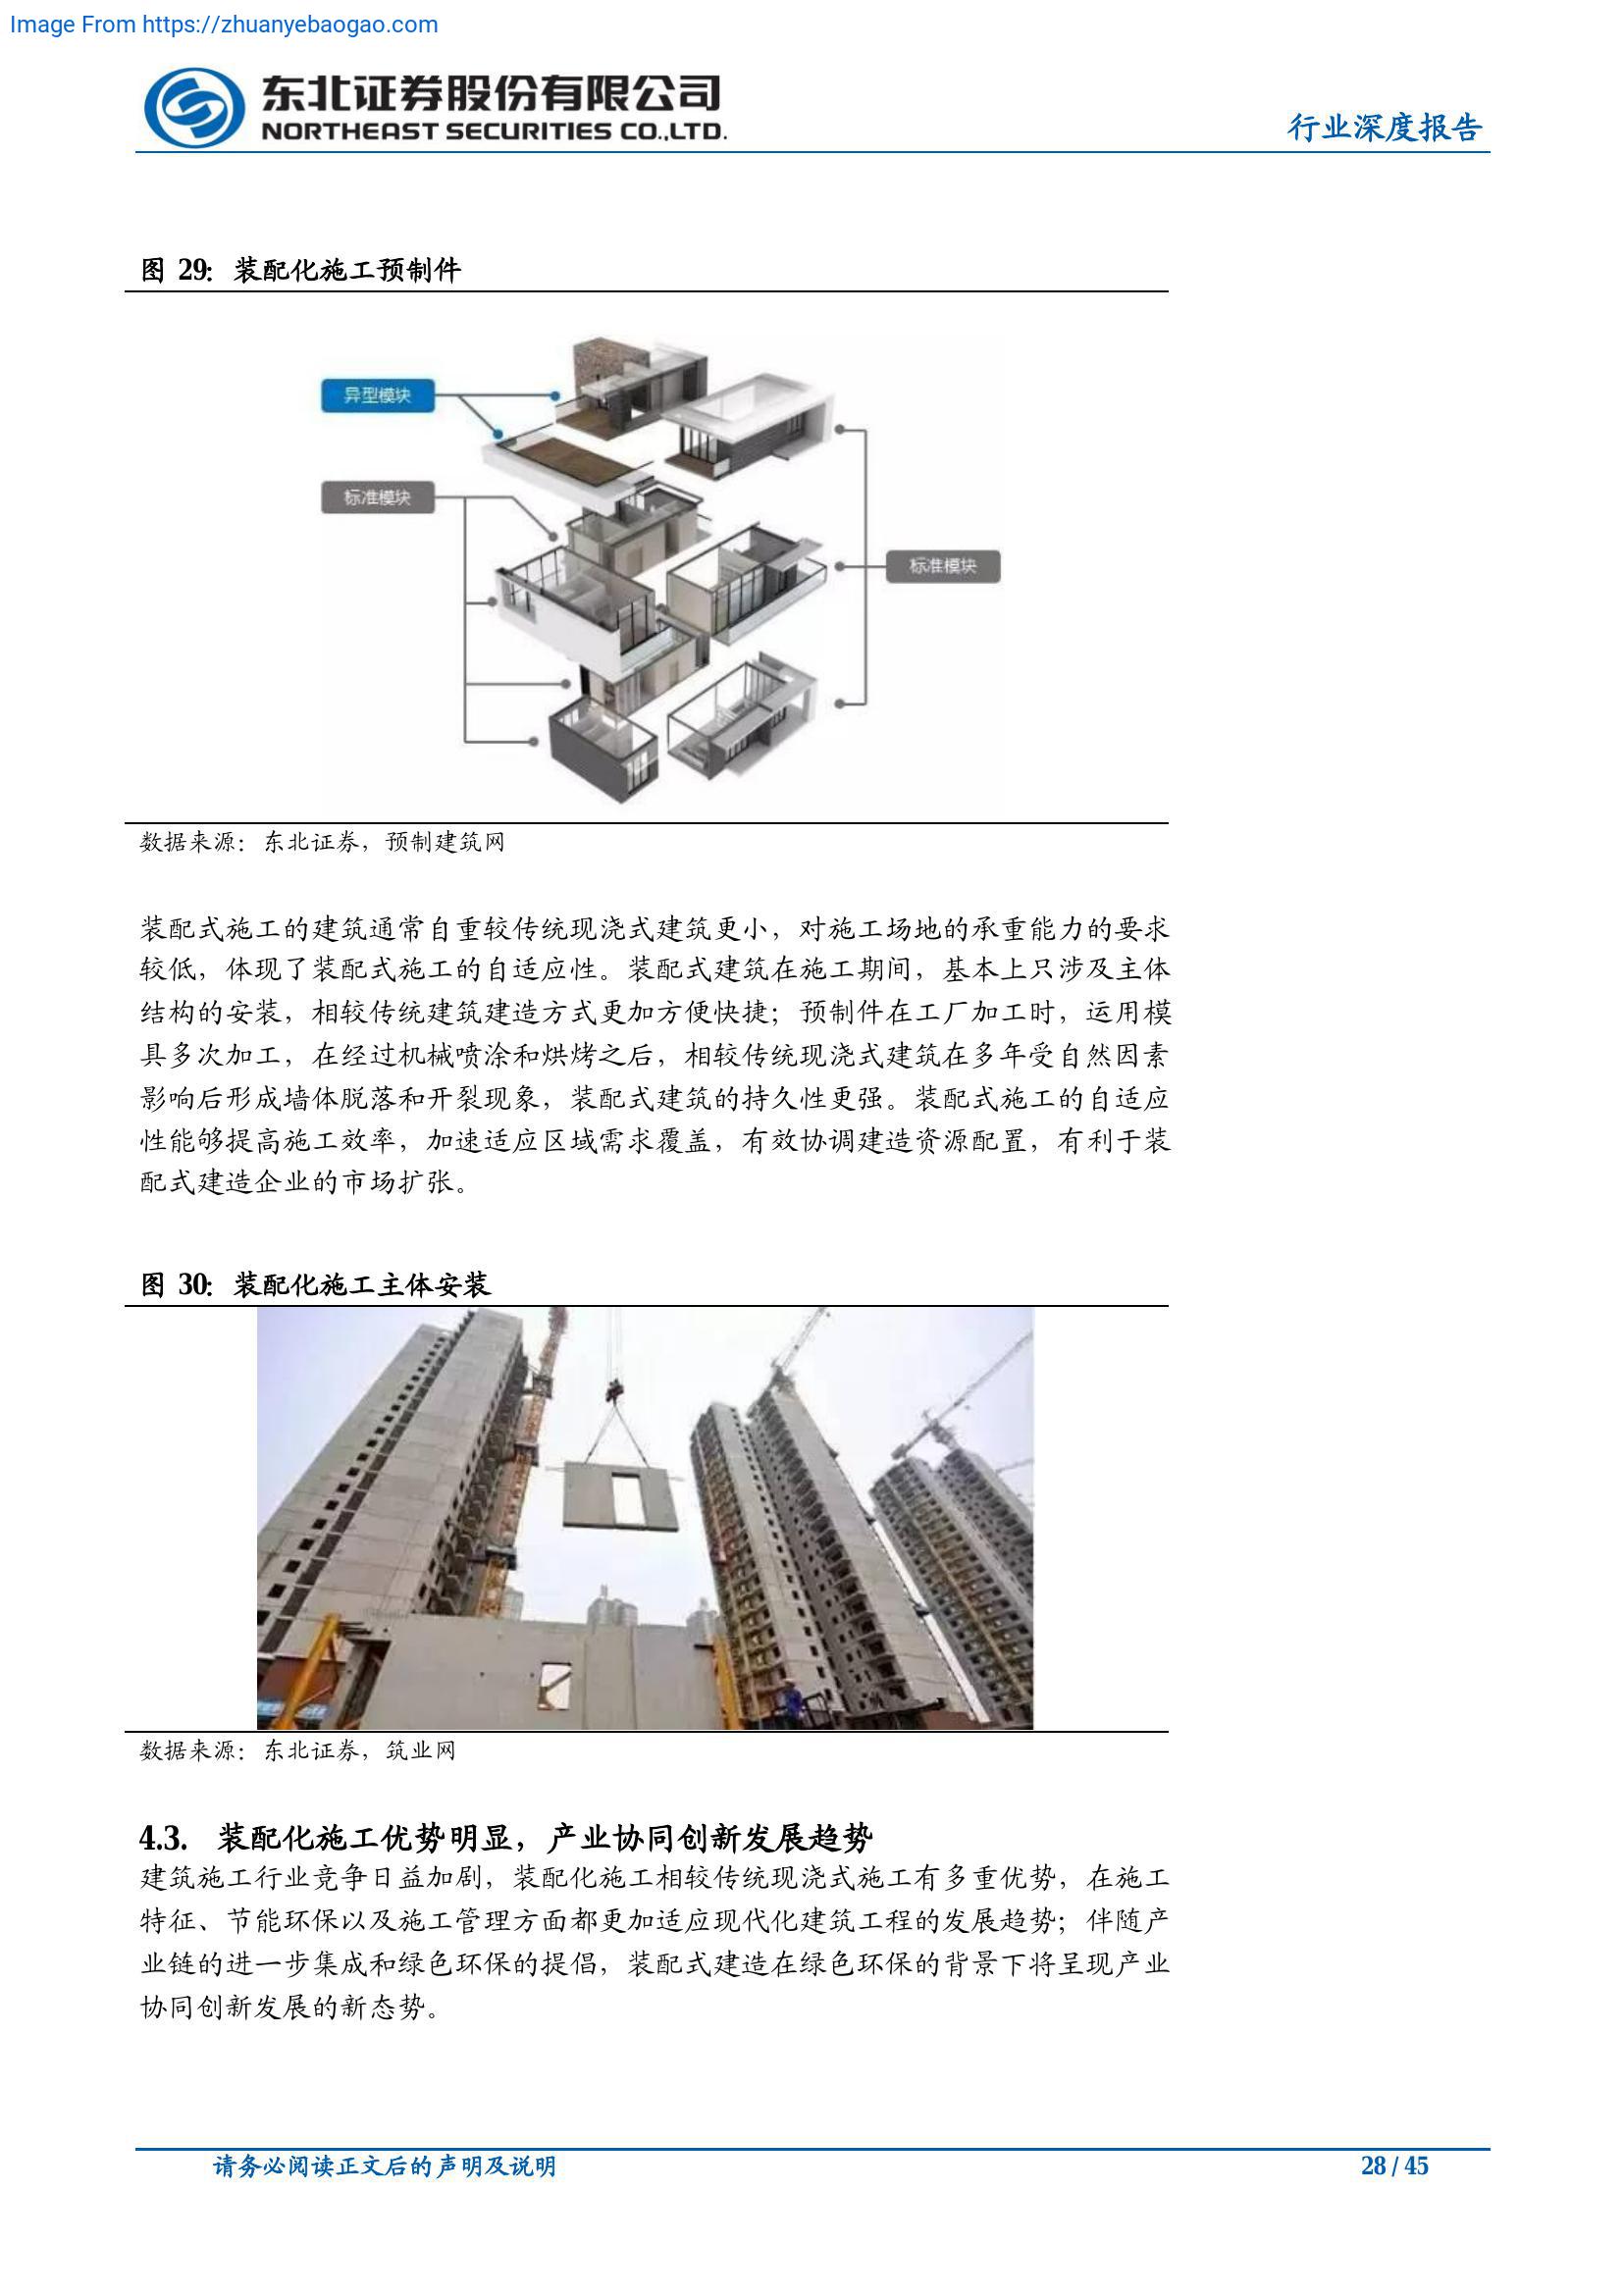 Image From https://zhuanyebaogao.com
东北证券股份有限公司
NORTHEAST SECURITIES CO.,LTD.
行业深度报告
图 29：装配化施工预制件
异型模块
标准模块
标准模块
数据来源：东北证券，预制建筑网
装配式施工的建筑通常自重较传统现浇式建筑更小，对施工场地的承重能力的要求
较低，体现了装配式施工的自适应性。装配式建筑在施工期间，基本上只涉及主体
结构的安装，相较传统建筑建造方式更加方便快捷；预制件在工厂加工时，运用模
具多次加工，在经过机械喷涂和烘烤之后，相较传统现浇式建筑在多年受自然因素
影响后形成墙体脱落和开裂现象，装配式建筑的持久性更强。装配式施工的自适应
性能够提高施工效率，加速适应区域需求覆盖，有效协调建造资源配置，有利于装
配式建造企业的市场扩张。
图 30：装配化施工主体安装
数据来源：东北证券，筑业网
4.3. 装配化施工优势明显，产业协同创新发展趋势
建筑施工行业竞争日益加剧，装配化施工相较传统现浇式施工有多重优势，在施工
特征、节能环保以及施工管理方面都更加适应现代化建筑工程的发展趋势；伴随产
业链的进一步集成和绿色环保的提倡，装配式建造在绿色环保的背景下将呈现产业
协同创新发展的新态势。
请务必阅读正文后的声明及说明
28 / 45